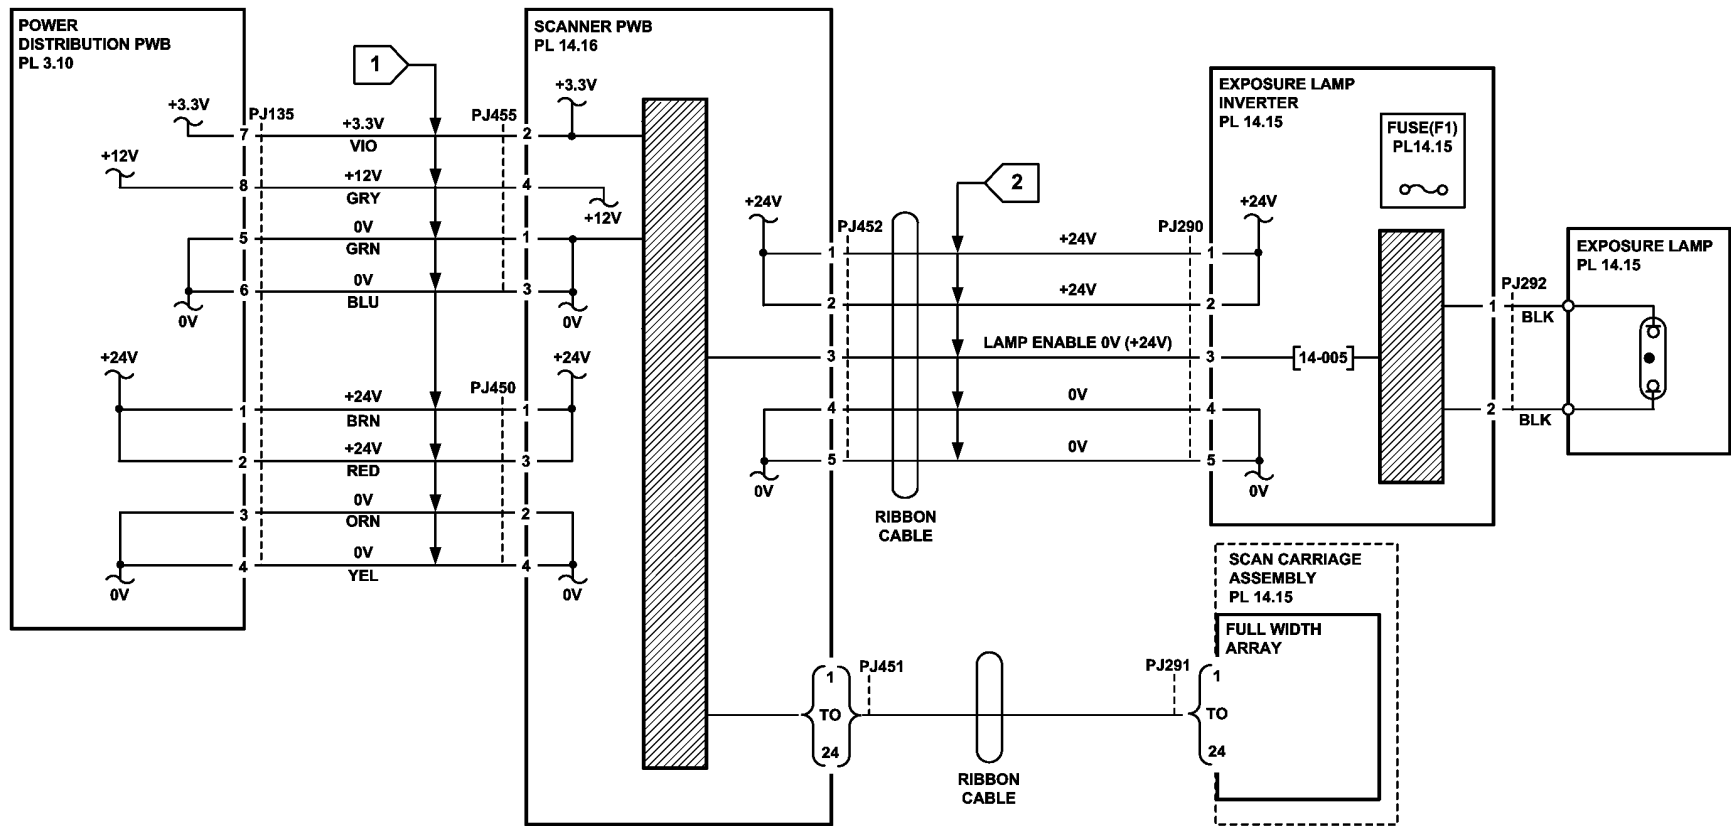 POWER
DISTRIBUTION PWB
PL 3.10
1
SCANNER PWB
PL 14.16
+3.3V
+3.3V
PJ135
PJ455
7
+3.3V
VIO
2
+12V
8
+12V
GRY
4
+12V
5
0V
GRN
1
6
0V
BLU
3
0V
0V
+24V
+24V
PJ450
1
+24V
BRN
1
2
+24V
RED
3
3
0V
ORN
2
4
0V
YEL
4
0V
0V
2
+24V
PJ452
PJ290
+24V
1
+24V
1
2
+24V
2
3
LAMP ENABLE 0V (+24V)
3
14-005
4
0V
4
5
0V
5
0V
0V
RIBBON
CABLE
EXPOSURE LAMP
INVERTER
PL 14.15
FUSE(F1)
PL14.15
EXPOSURE LAMP
PL 14.15
PJ292
1
BLK
2
BLK
SCAN CARRIAGE
ASSEMBLY
PL 14.15
FULL WIDTH
ARRAY
PJ451
PJ291
1
TO
24
1
TO
24
RIBBON
CABLE